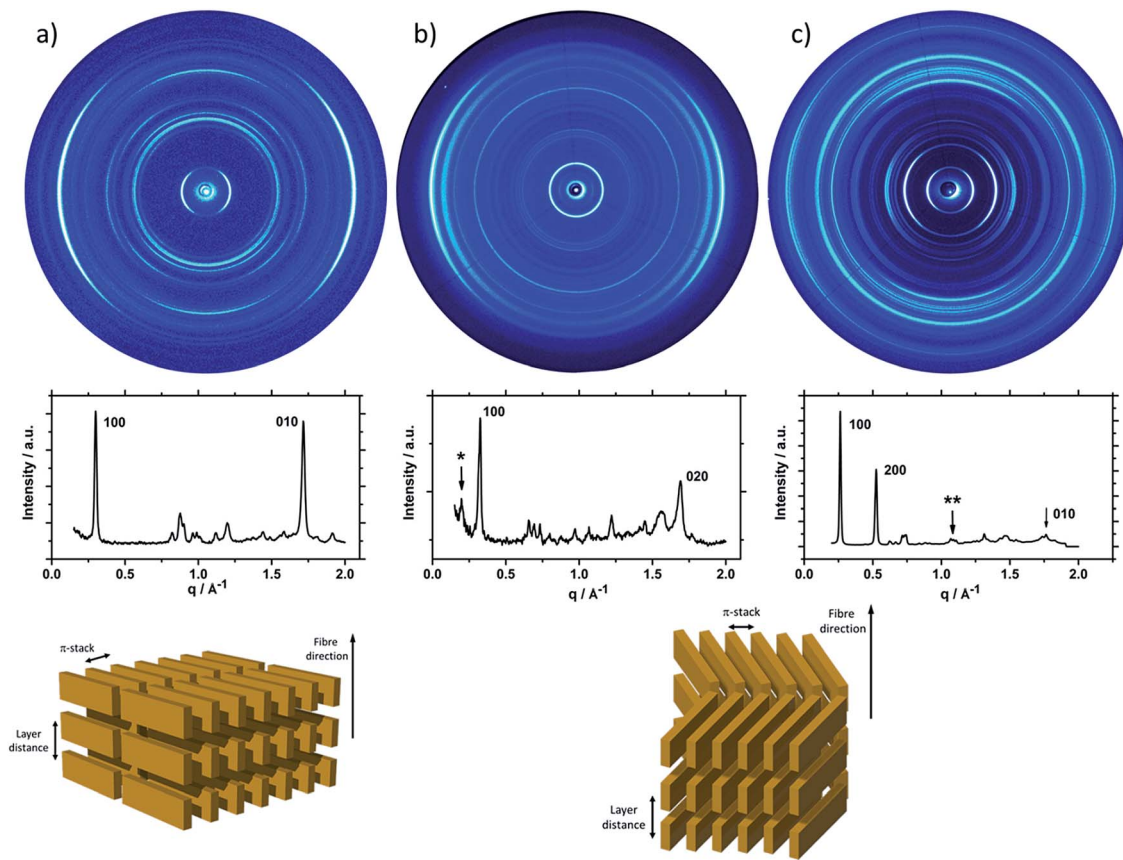 a)
b)
c)
Intensity / a.u.
100
010
0.0 0.5 1.0 1.5 2.0
q / A⁻¹
Intensity / a.u.
*
100
020
0.0 0.5 1.0 1.5 2.0
q / A⁻¹
Intensity / a.u.
100
200
**
010
0.0 0.5 1.0 1.5 2.0
q / A⁻¹
π-stack
Fibre
direction
Layer
distance
π-stack
Fibre
direction
Layer
distance